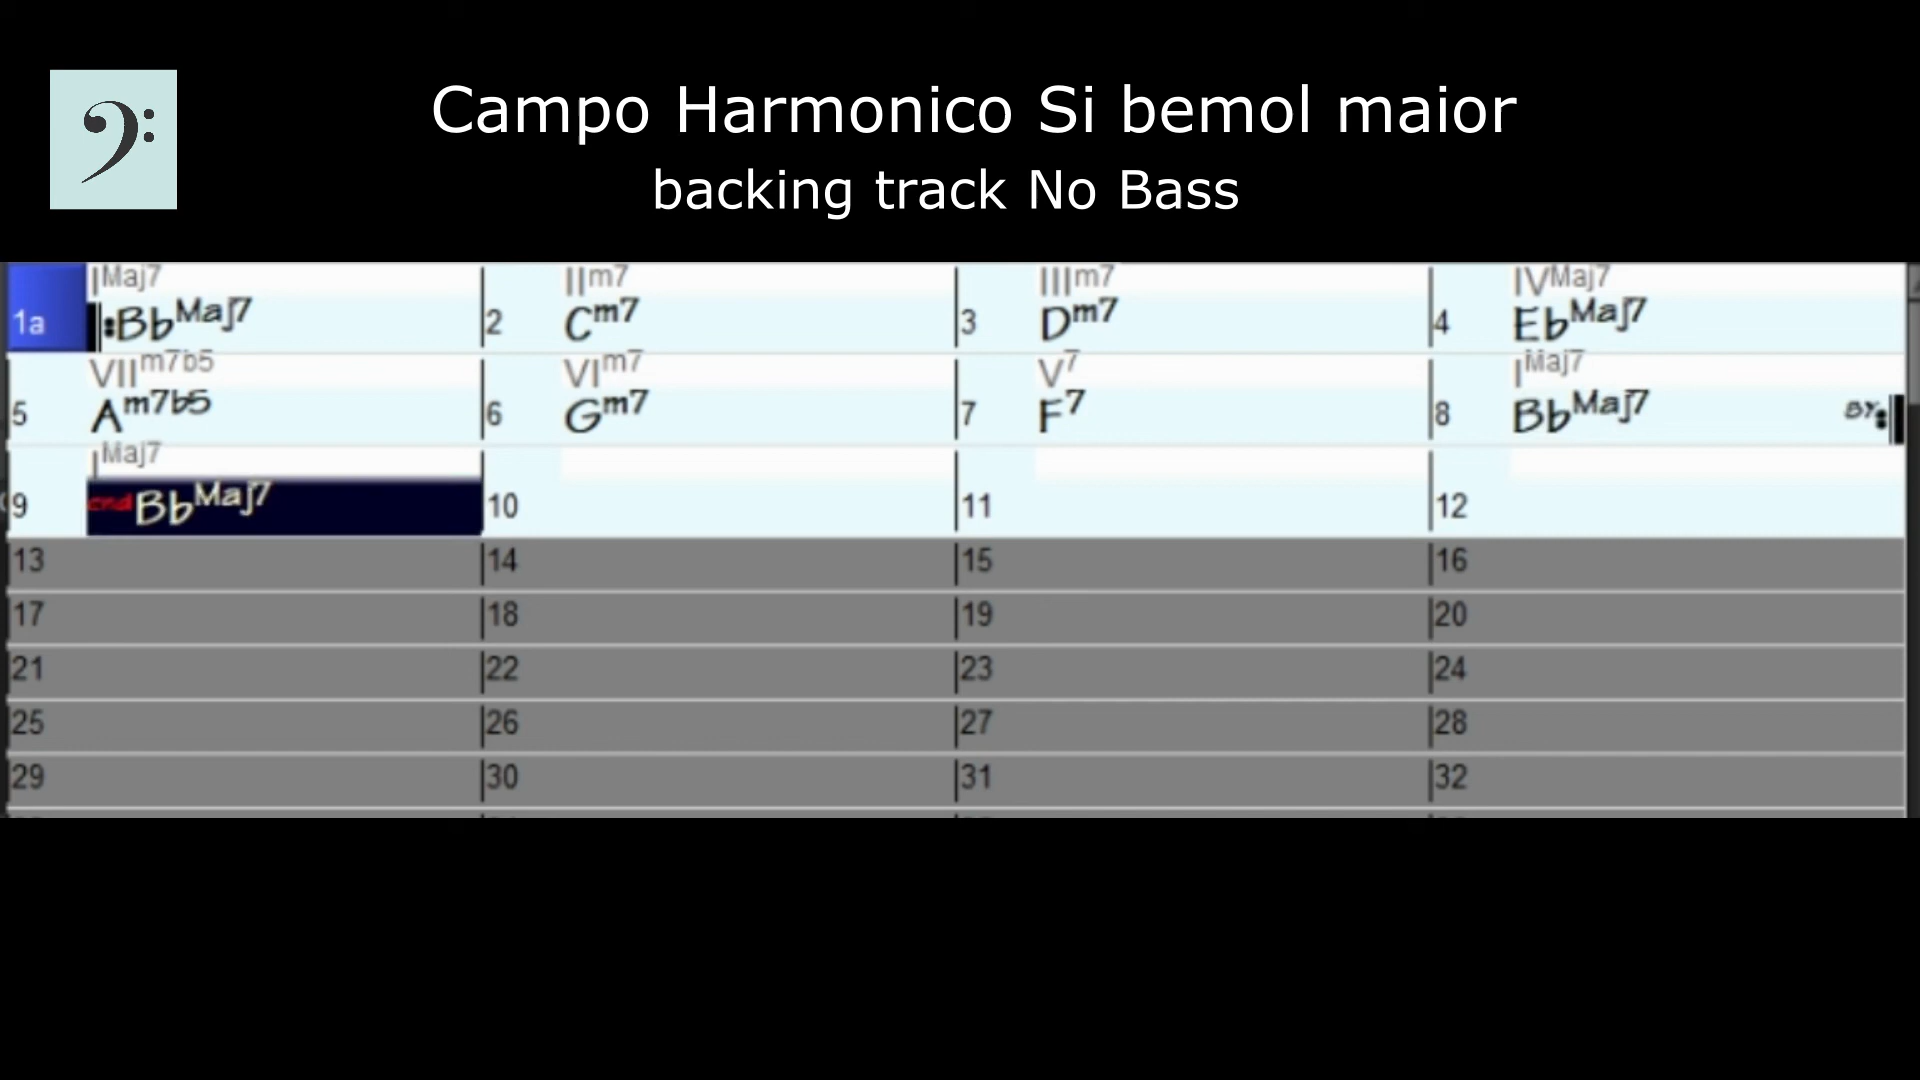 Campo Harmonico Si bemol maior
backing track No Bass
IMaj7 IIm7 IIIm7 IVMaj7
1a BbMaj7 2 Cm7 3 Dm7 4 EbMaj7
VIIm7b5 VIm7 V7 IMaj7
5 Am7b5 6 Gm7 7 F7 8 BbMaj7
IMaj7
9 end BbMaj7 10 11 12
13 14 15 16
17 18 19 20
21 22 23 24
25 26 27 28
29 30 31 32